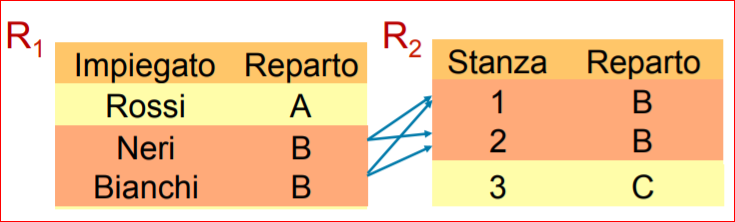 R1
Impiegato Reparto
Rossi A
Neri B
Bianchi B
R2
Stanza Reparto
1 B
2 B
3 C